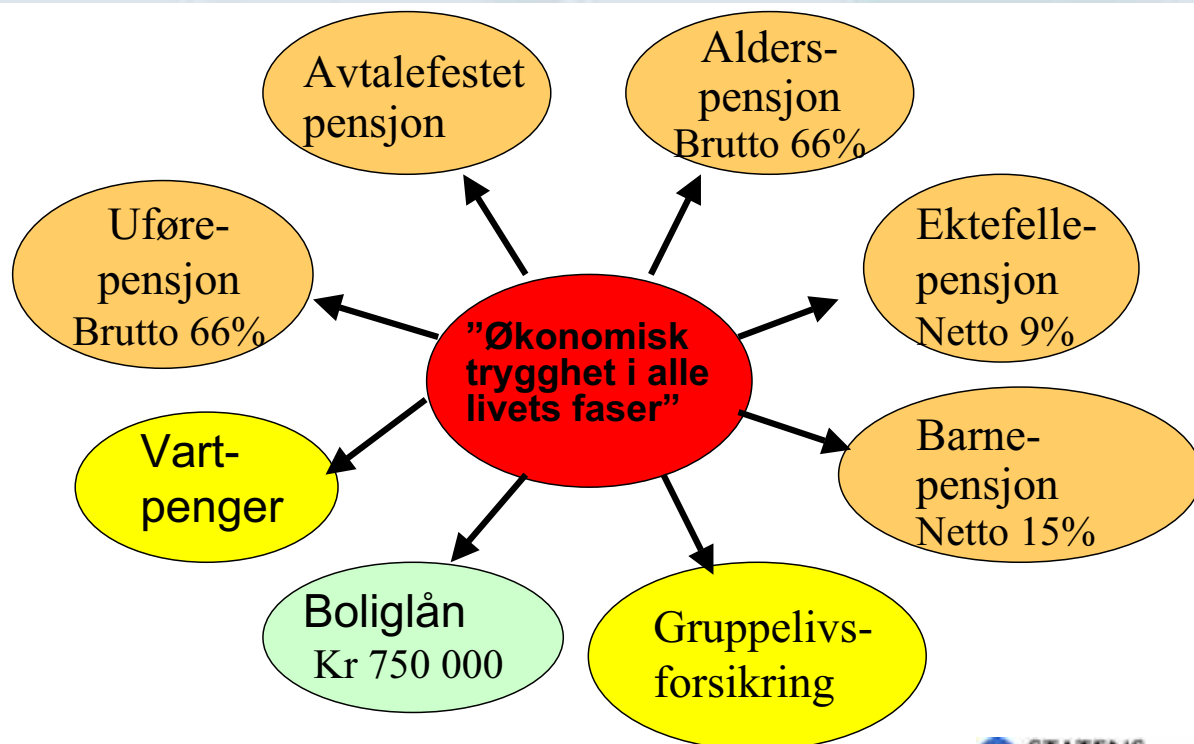 Avtalefestet
pensjon
Alders-
pensjon
Brutto 66%
Uføre-
pensjon
Brutto 66%
Ektefelle-
pensjon
Netto 9%
”Økonomisk
trygghet i alle
livets faser”
Vart-
penger
Barne-
pensjon
Netto 15%
Boliglån
Kr 750 000
Gruppelivs-
forsikring
STATENS